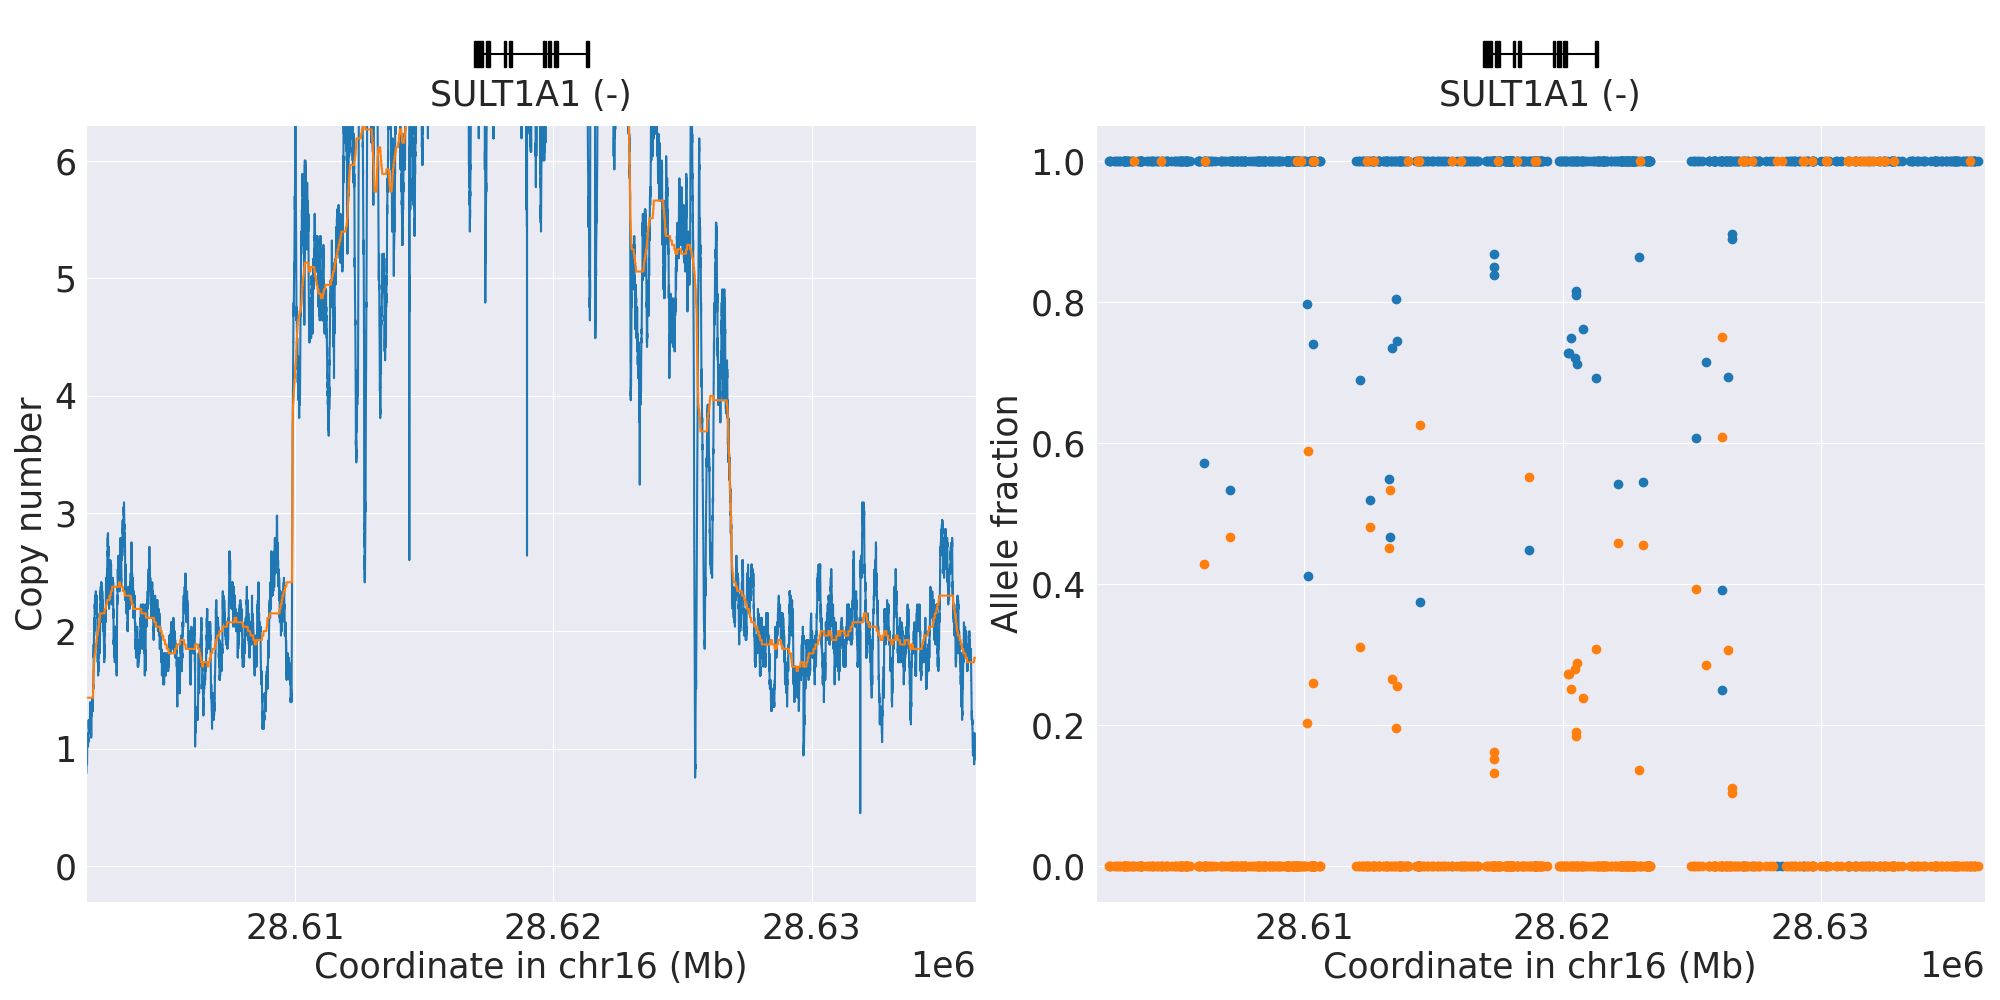 SULT1A1 (-)
Copy number
6
5
4
3
2
1
0
28.61
28.62
28.63
Coordinate in chr16 (Mb)
1e6
SULT1A1 (-)
Allele fraction
1.0
0.8
0.6
0.4
0.2
0.0
28.61
28.62
28.63
Coordinate in chr16 (Mb)
1e6